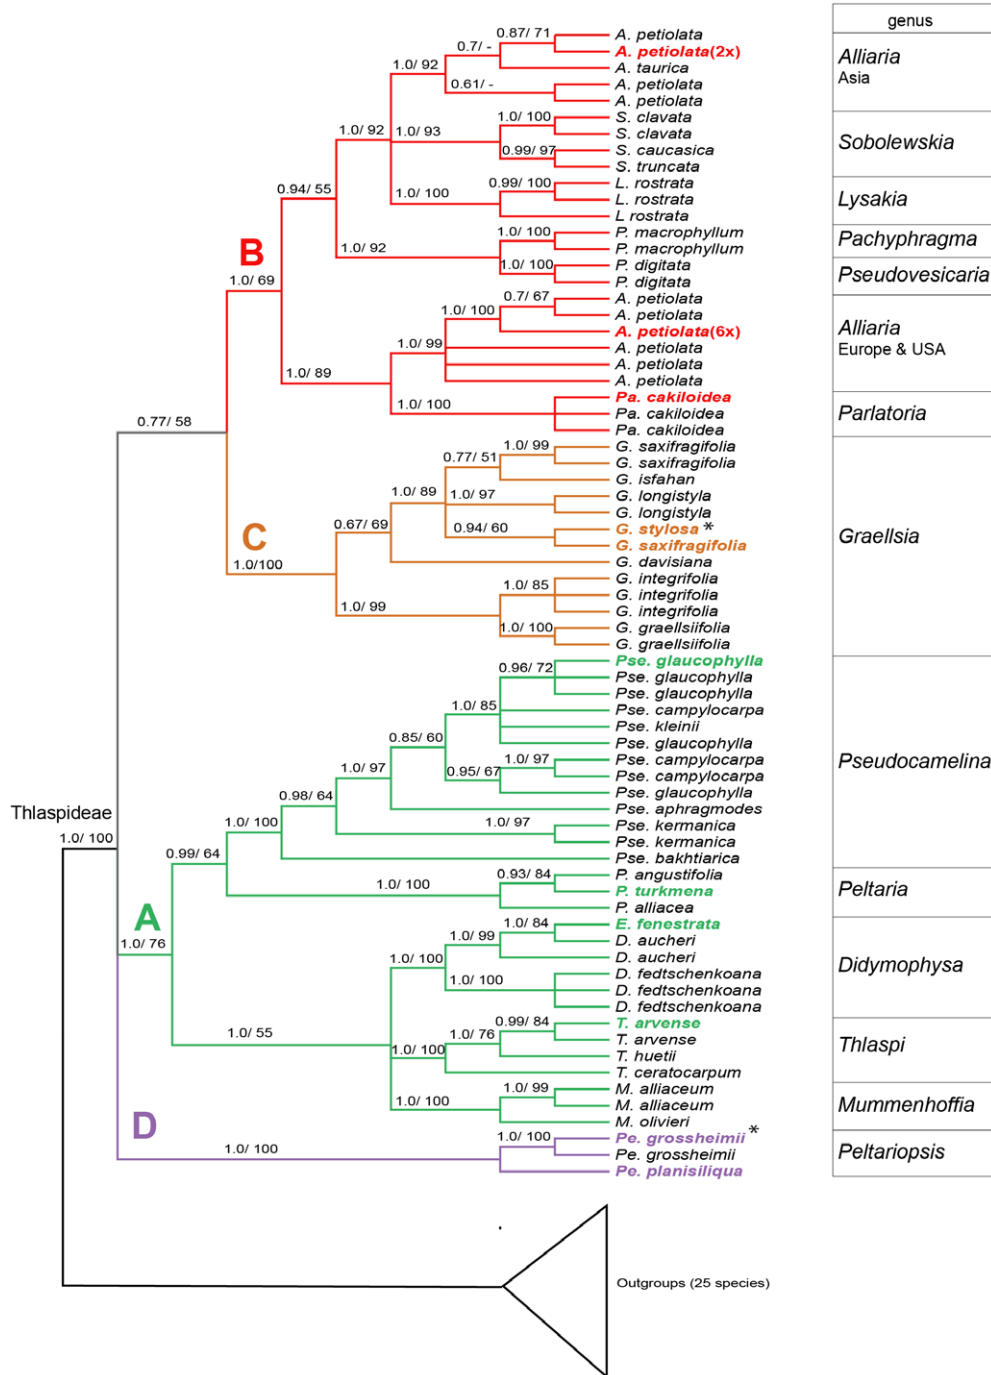 genus
0.87/ 71
A. petiolata
0.7/ -
A. petiolata(2x)
Alliaria
Asia
1.0/ 92
A. taurica
0.61/ -
A. petiolata
A. petiolata
1.0/ 92
1.0/ 93
1.0/ 100
S. clavata
S. clavata
Sobolewskia
0.99/ 97
S. caucasica
S. truncata
0.94/ 55
1.0/ 100
0.99/ 100
L. rostrata
L. rostrata
L rostrata
Lysakia
1.0/ 92
1.0/ 100
P. macrophyllum
P. macrophyllum
Pachyphragma
B
1.0/ 69
1.0/ 100
P. digitata
P. digitata
Pseudovesicaria
0.7/ 67
A. petiolata
A. petiolata
1.0/ 100
A. petiolata(6x)
Alliaria
Europe & USA
1.0/ 99
A. petiolata
A. petiolata
A. petiolata
1.0/ 89
1.0/ 100
Pa. cakiloidea
Pa. cakiloidea
Pa. cakiloidea
Parlatoria
0.77/ 58
1.0/ 99
G. saxifragifolia
G. saxifragifolia
0.77/ 51
G. isfahan
1.0/ 89
1.0/ 97
G. longistyla
G. longistyla
0.67/ 69
0.94/ 60
G. stylosa *
G. saxifragifolia
Graellsia
C
1.0/100
G. davisiana
1.0/ 99
1.0/ 85
G. integrifolia
G. integrifolia
G. integrifolia
1.0/ 100
G. graellsiifolia
G. graellsiifolia
0.96/ 72
Pse. glaucophylla
Pse. glaucophylla
Pse. glaucophylla
1.0/ 85
Pse. campylocarpa
Pse. kleinii
Pse. glaucophylla
0.85/ 60
0.95/ 67
1.0/ 97
Pse. campylocarpa
Pse. campylocarpa
Pse. glaucophylla
Pseudocamelina
1.0/ 97
Pse. aphragmodes
0.98/ 64
1.0/ 97
Pse. kermanica
Pse. kermanica
1.0/ 100
Pse. bakhtiarica
Thlaspideae
1.0/ 100
0.99/ 64
1.0/ 100
0.93/ 84
P. angustifolia
P. turkmena
P. alliacea
Peltaria
A
1.0/ 76
1.0/ 84
E. fenestrata
D. aucheri
1.0/ 99
D. aucheri
1.0/ 100
1.0/ 100
D. fedtschenkoana
D. fedtschenkoana
D. fedtschenkoana
Didymophysa
1.0/ 55
0.99/ 84
T. arvense
T. arvense
1.0/ 76
T. huetii
1.0/ 100
T. ceratocarpum
Thlaspi
1.0/ 100
1.0/ 99
M. alliaceum
M. alliaceum
M. olivieri
Mummenhoffia
D
1.0/ 100
1.0/ 100
Pe. grossheimii *
Pe. grossheimii
Pe. planisiliqua
Peltariopsis
Outgroups (25 species)